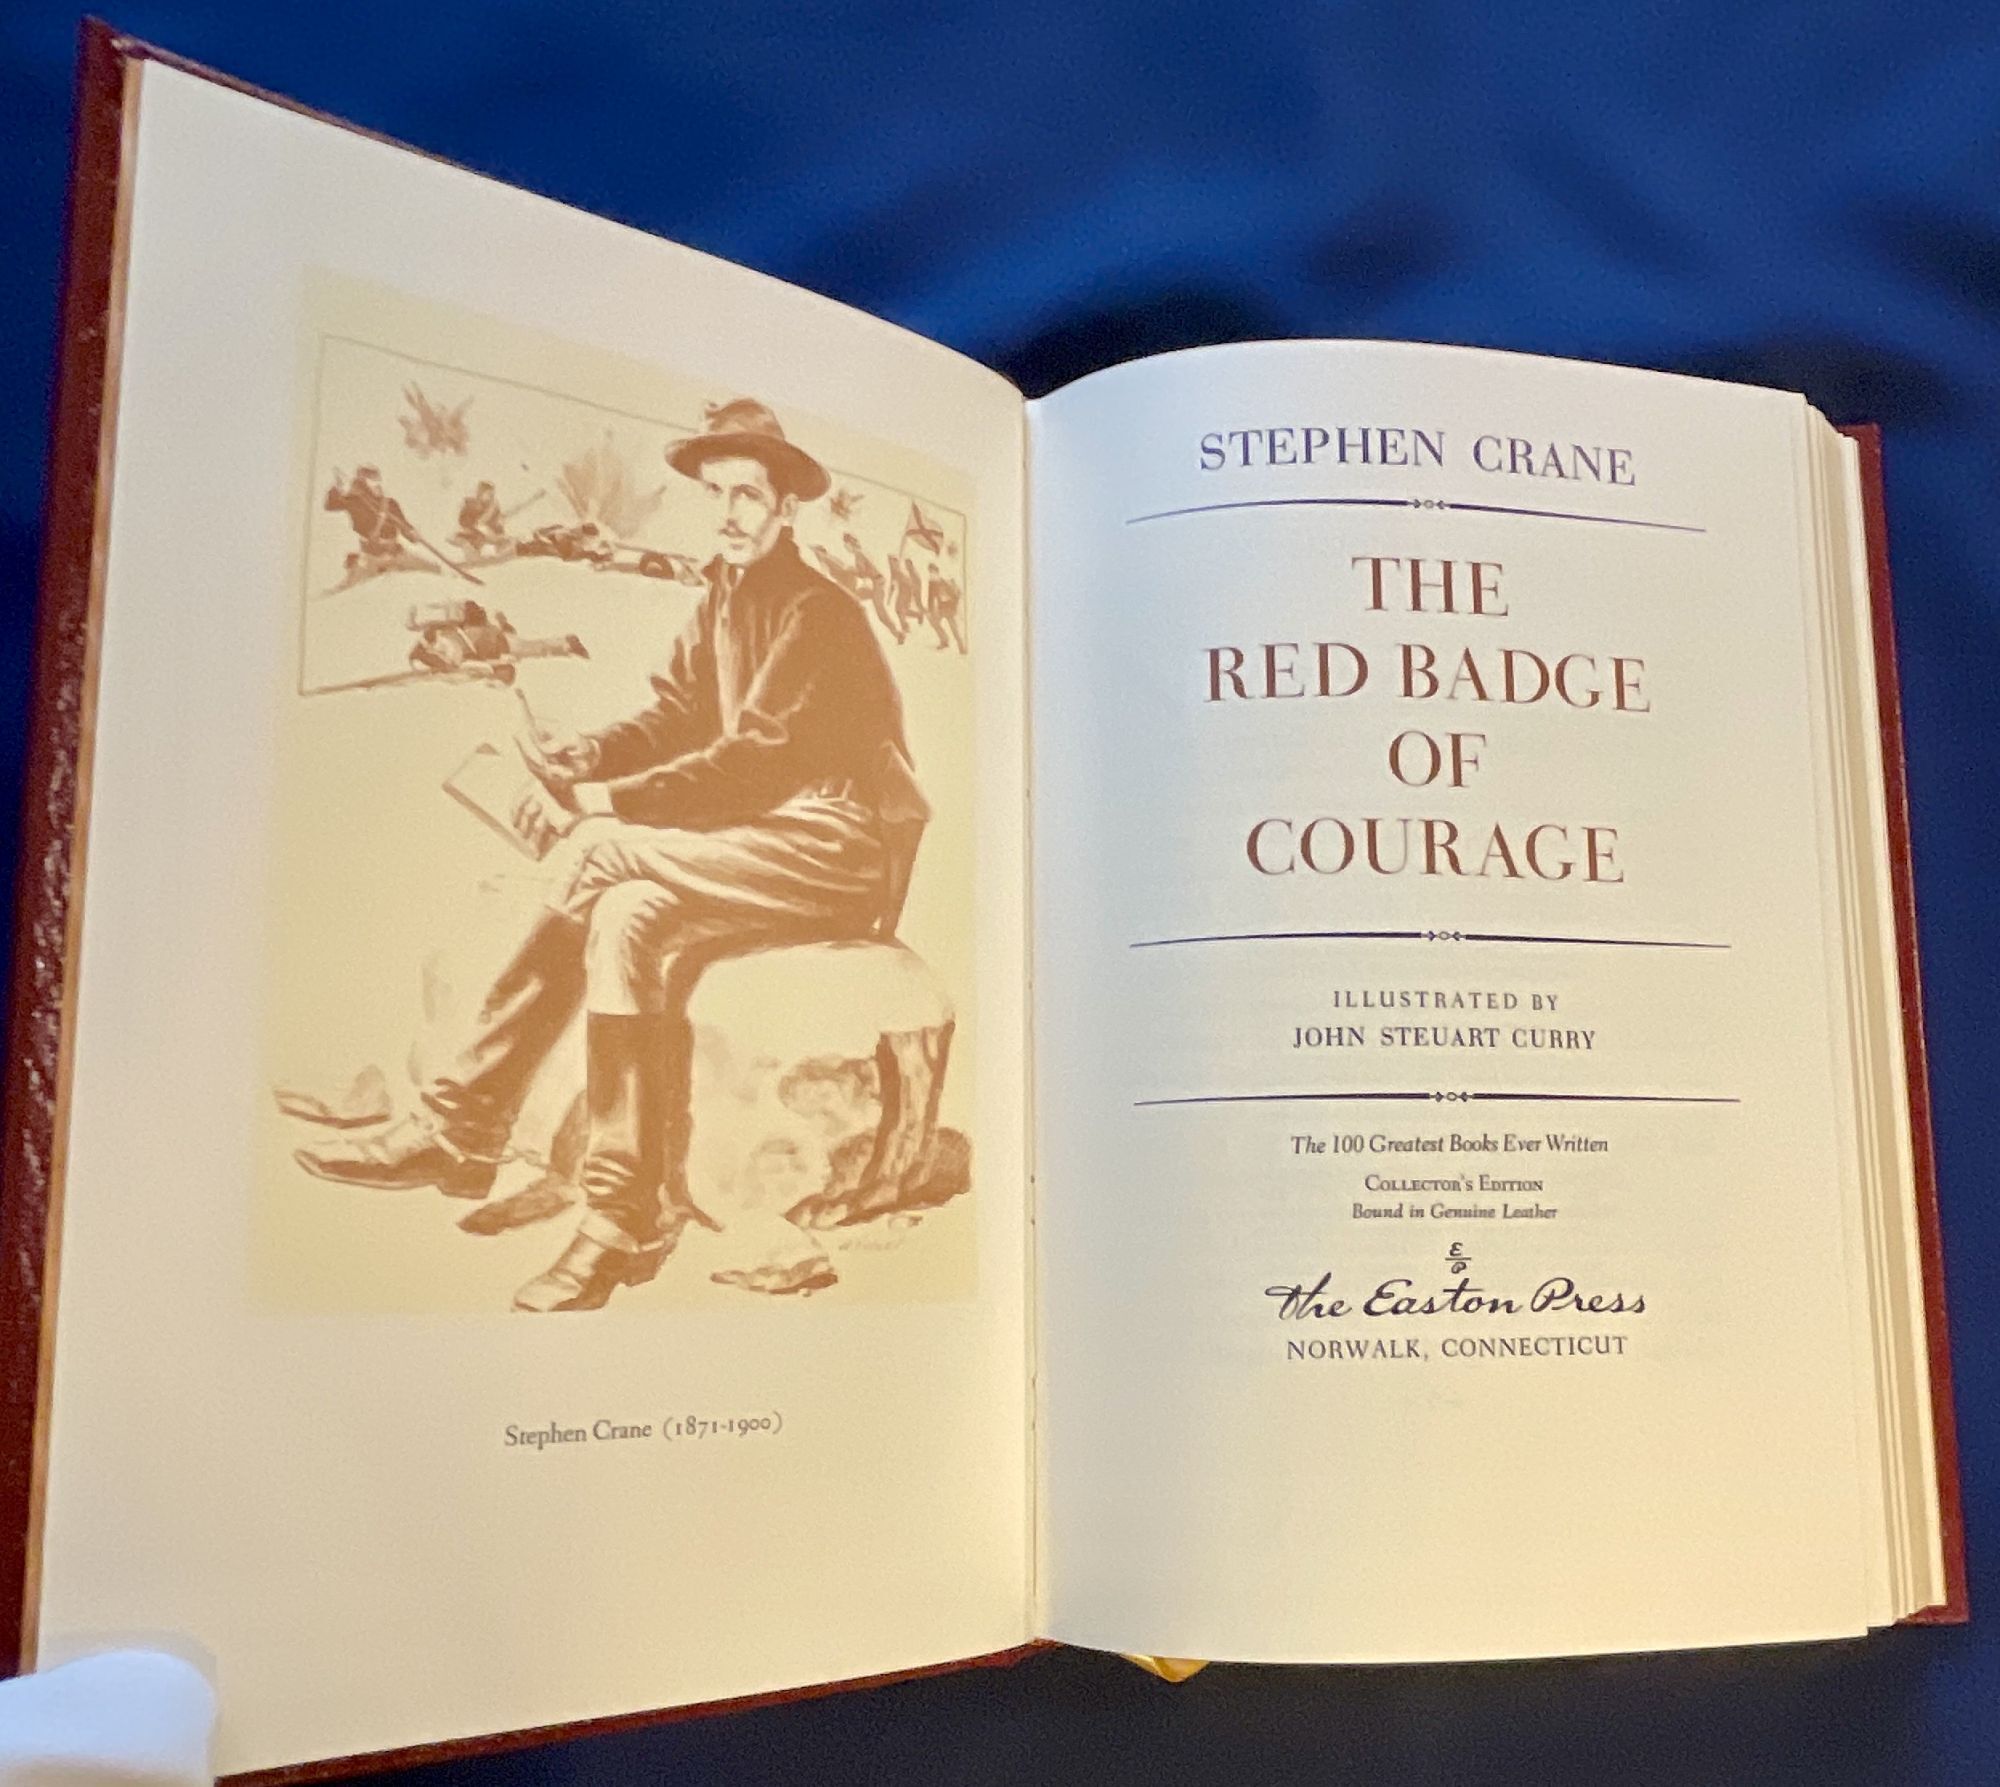 Stephen Crane (1871-1900)
STEPHEN CRANE
THE
RED BADGE
OF
COURAGE
ILLUSTRATED BY
JOHN STEUART CURRY
The 100 Greatest Books Ever Written
COLLECTOR'S EDITION
Bound in Genuine Leather
E
P
The Easton Press
NORWALK, CONNECTICUT